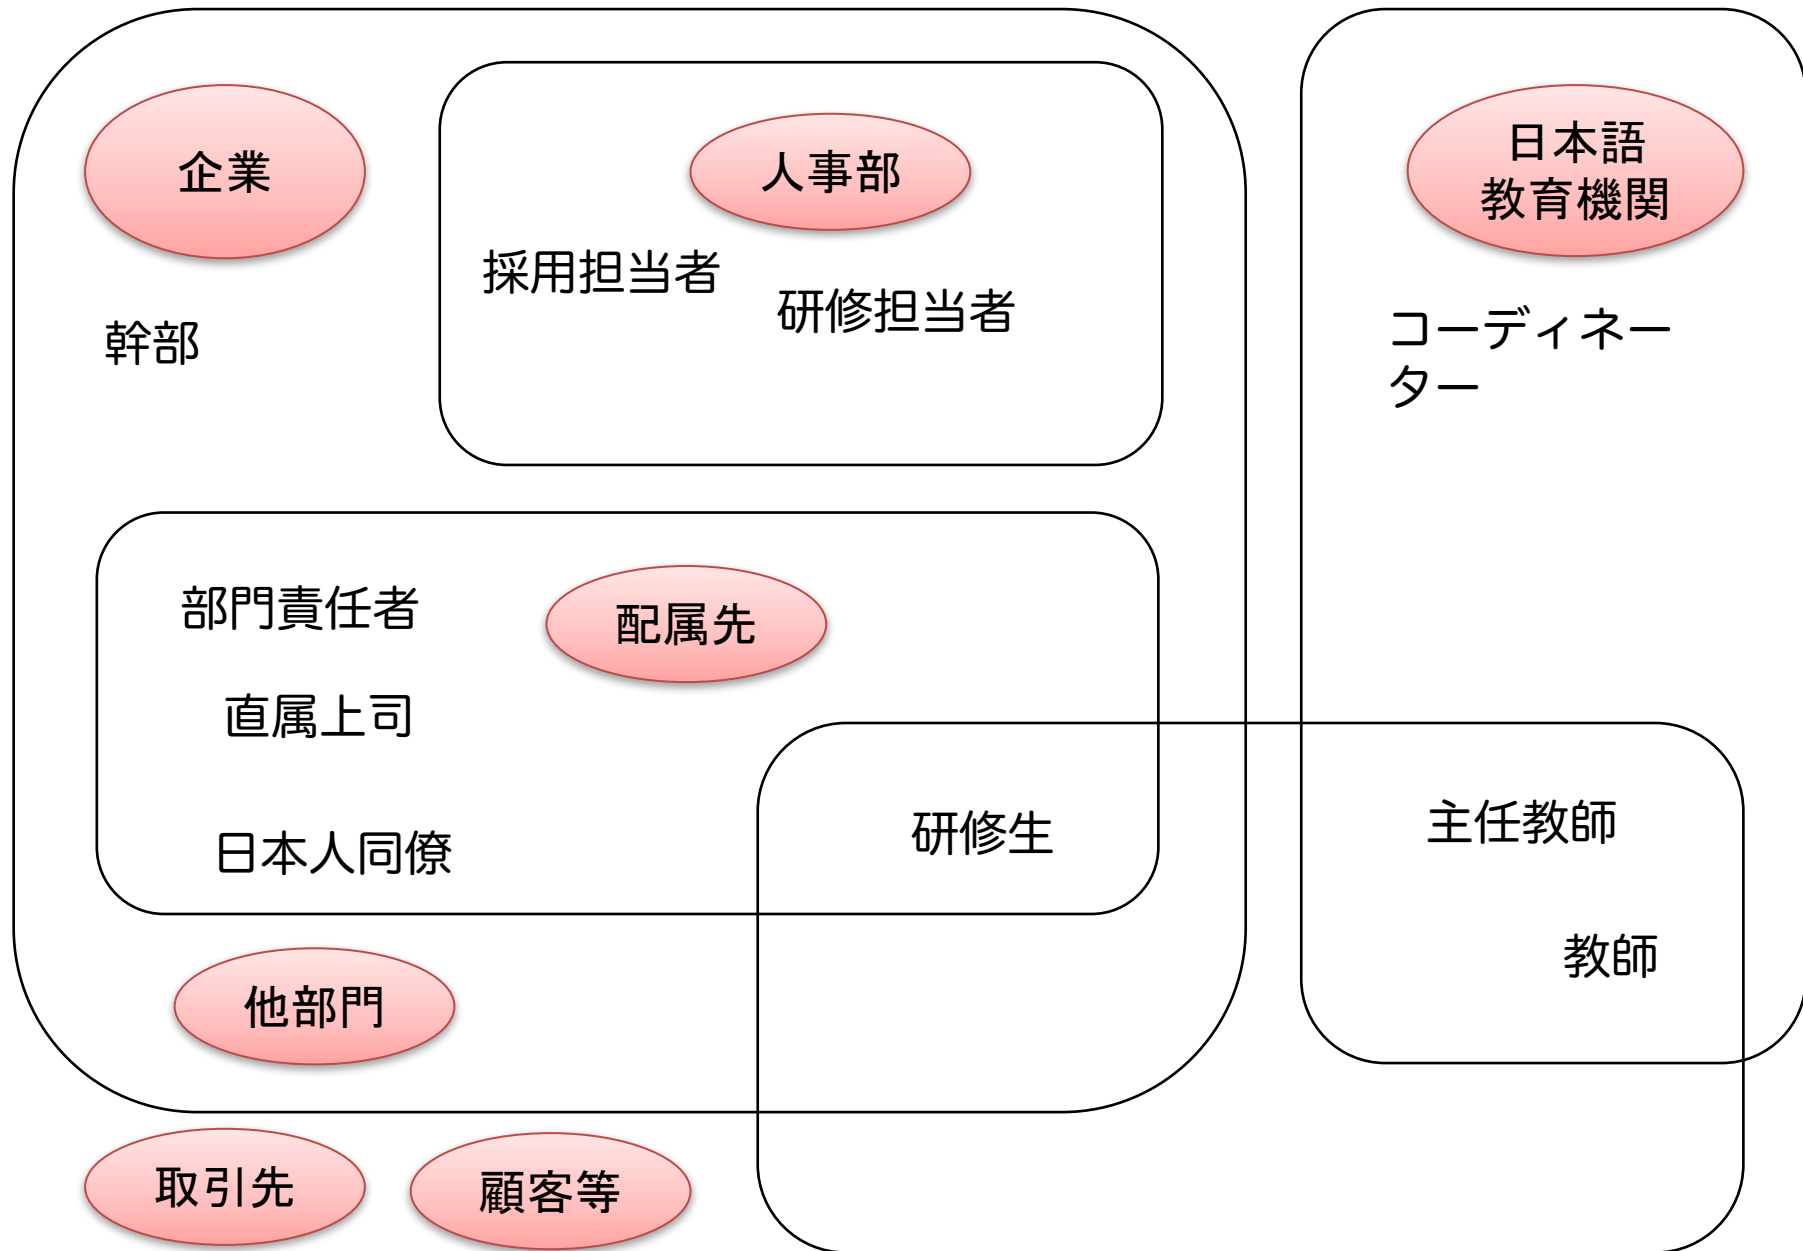 企業
人事部
採用担当者
研修担当者
幹部
日本語
教育機関
コーディネー
ター
部門責任者
配属先
直属上司
日本人同僚
研修生
主任教師
教師
他部門
取引先
顧客等